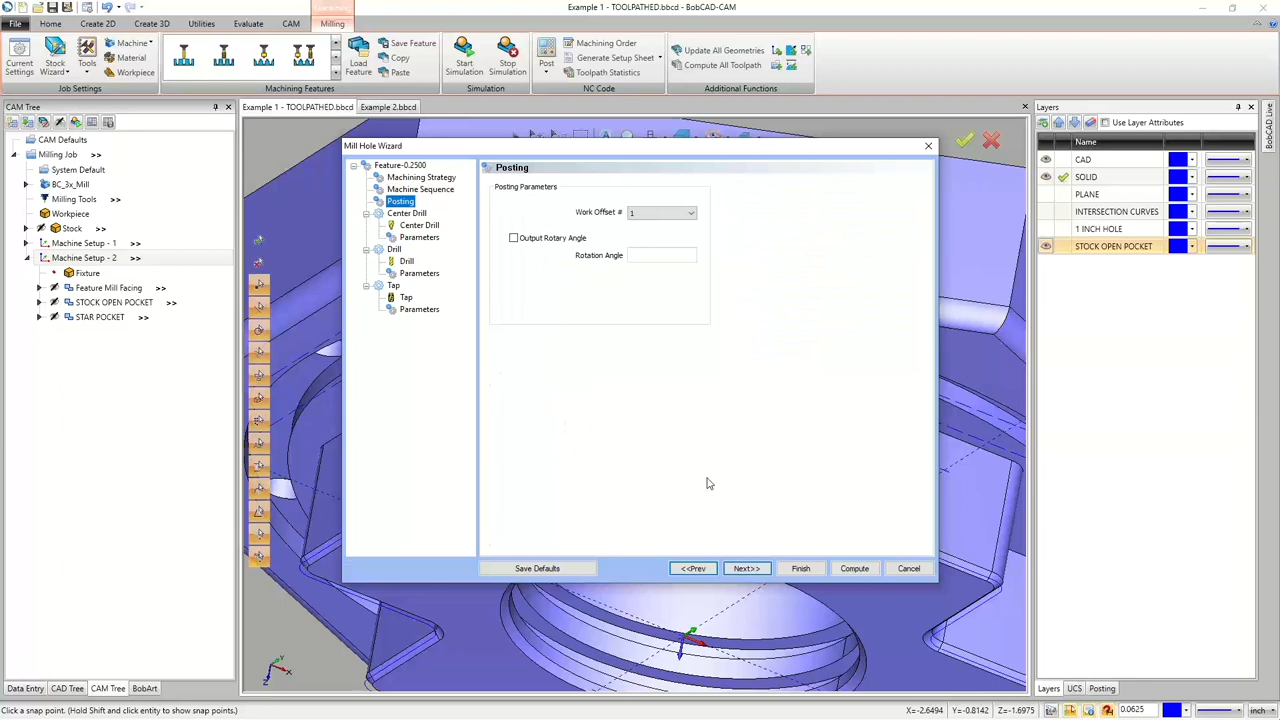 Example 1 - TOOLPATHED.bbcd - BobCAD-CAM
File
Home
Create 2D
Create 3D
Utilities
Evaluate
CAM
Milling
Current Settings
Stock Wizard
Tools
Machine
Material
Workpiece
Job Settings
Machining Features
Load Feature
Save Feature
Copy
Paste
Start Simulation
Stop Simulation
Simulation
Post
Machining Order
Generate Setup Sheet
Toolpath Statistics
NC Code
Update All Geometries
Compute All Toolpath
Additional Functions
CAM Tree
CAM Defaults
Milling Job >>
System Default
BC_3x_Mill
Milling Tools >>
Workpiece
Stock >>
Machine Setup - 1 >>
Machine Setup - 2 >>
Fixture
Feature Mill Facing >>
STOCK OPEN POCKET >>
STAR POCKET >>
Data Entry
CAD Tree
CAM Tree
BobArt
Example 1 - TOOLPATHED.bbcd
Example 2.bbcd
Mill Hole Wizard
Feature-0.2500
Machining Strategy
Machine Sequence
Posting
Center Drill
Center Drill
Parameters
Drill
Drill
Parameters
Tap
Tap
Parameters
Posting
Posting Parameters
Work Offset # 1
Output Rotary Angle
Rotation Angle
Save Defaults
<<Prev
Next>>
Finish
Compute
Cancel
Layers
Use Layer Attributes
Name
CAD
SOLID
PLANE
INTERSECTION CURVES
1 INCH HOLE
STOCK OPEN POCKET
BobCAD Live
Layers
UCS
Posting
Y
X
Z
Click a snap point. (Hold Shift and click entity to show snap points.)
X=-2.6494 Y=-0.8142 Z=-1.6975
0.0625
inch